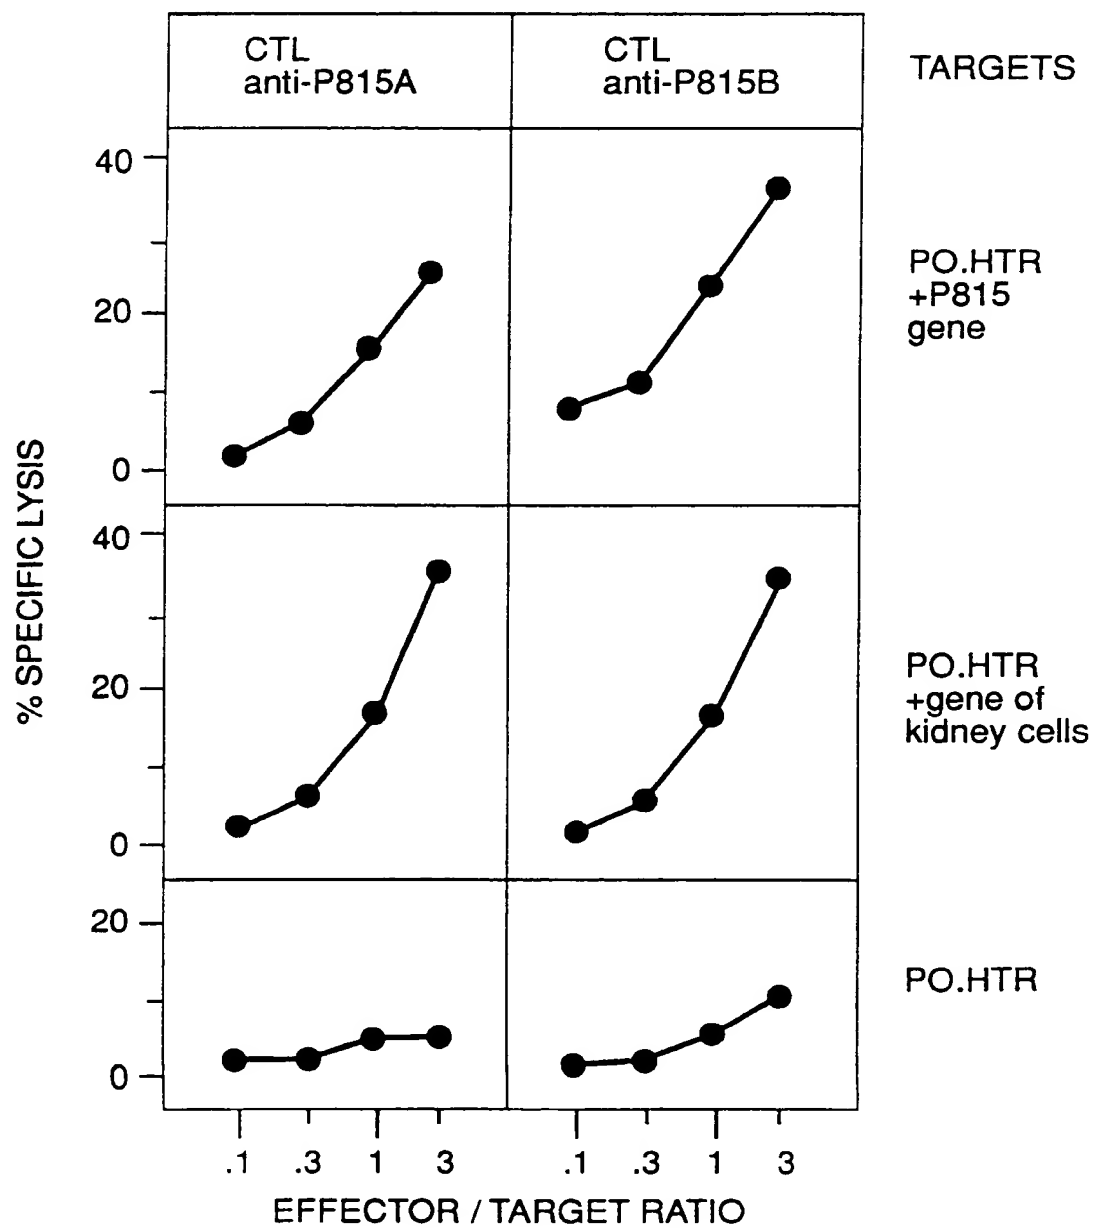 CTL
anti-P815A
CTL
anti-P815B
TARGETS
40
20
0
PO.HTR
+P815
gene
% SPECIFIC LYSIS
40
20
0
PO.HTR
+gene of
kidney cells
20
0
PO.HTR
.1 .3 1 3 .1 .3 1 3
EFFECTOR / TARGET RATIO